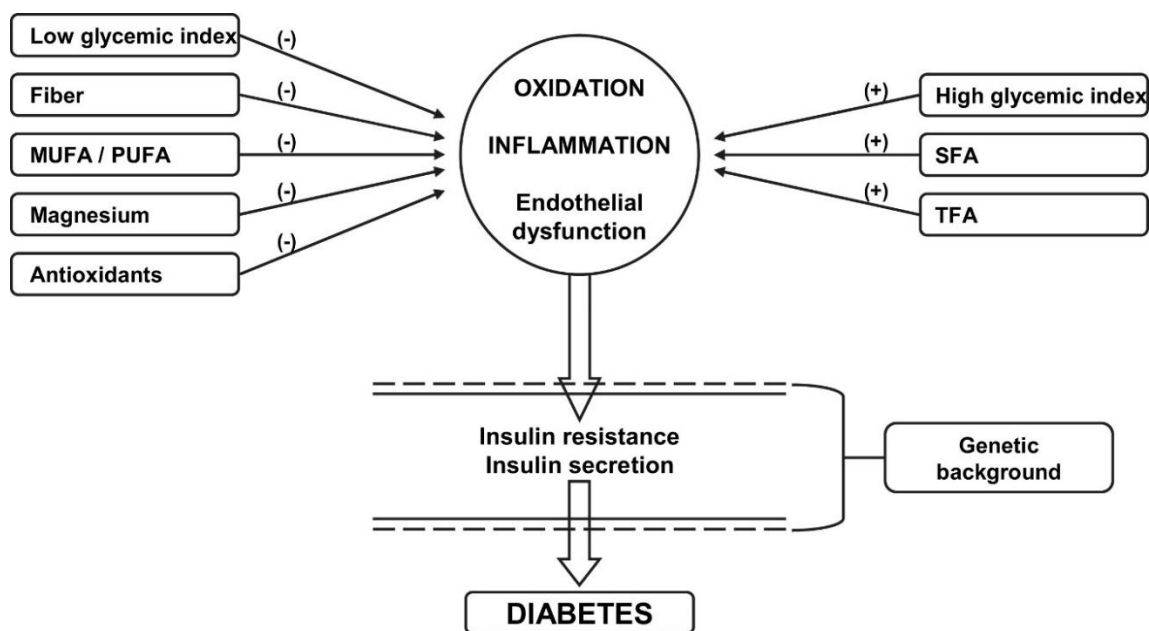 Low glycemic index
(-)
Fiber
(-)
MUFA / PUFA
(-)
Magnesium
(-)
Antioxidants
(-)
OXIDATION
INFLAMMATION
Endothelial
dysfunction
(+)
High glycemic index
(+)
SFA
(+)
TFA
Insulin resistance
Insulin secretion
Genetic
background
DIABETES